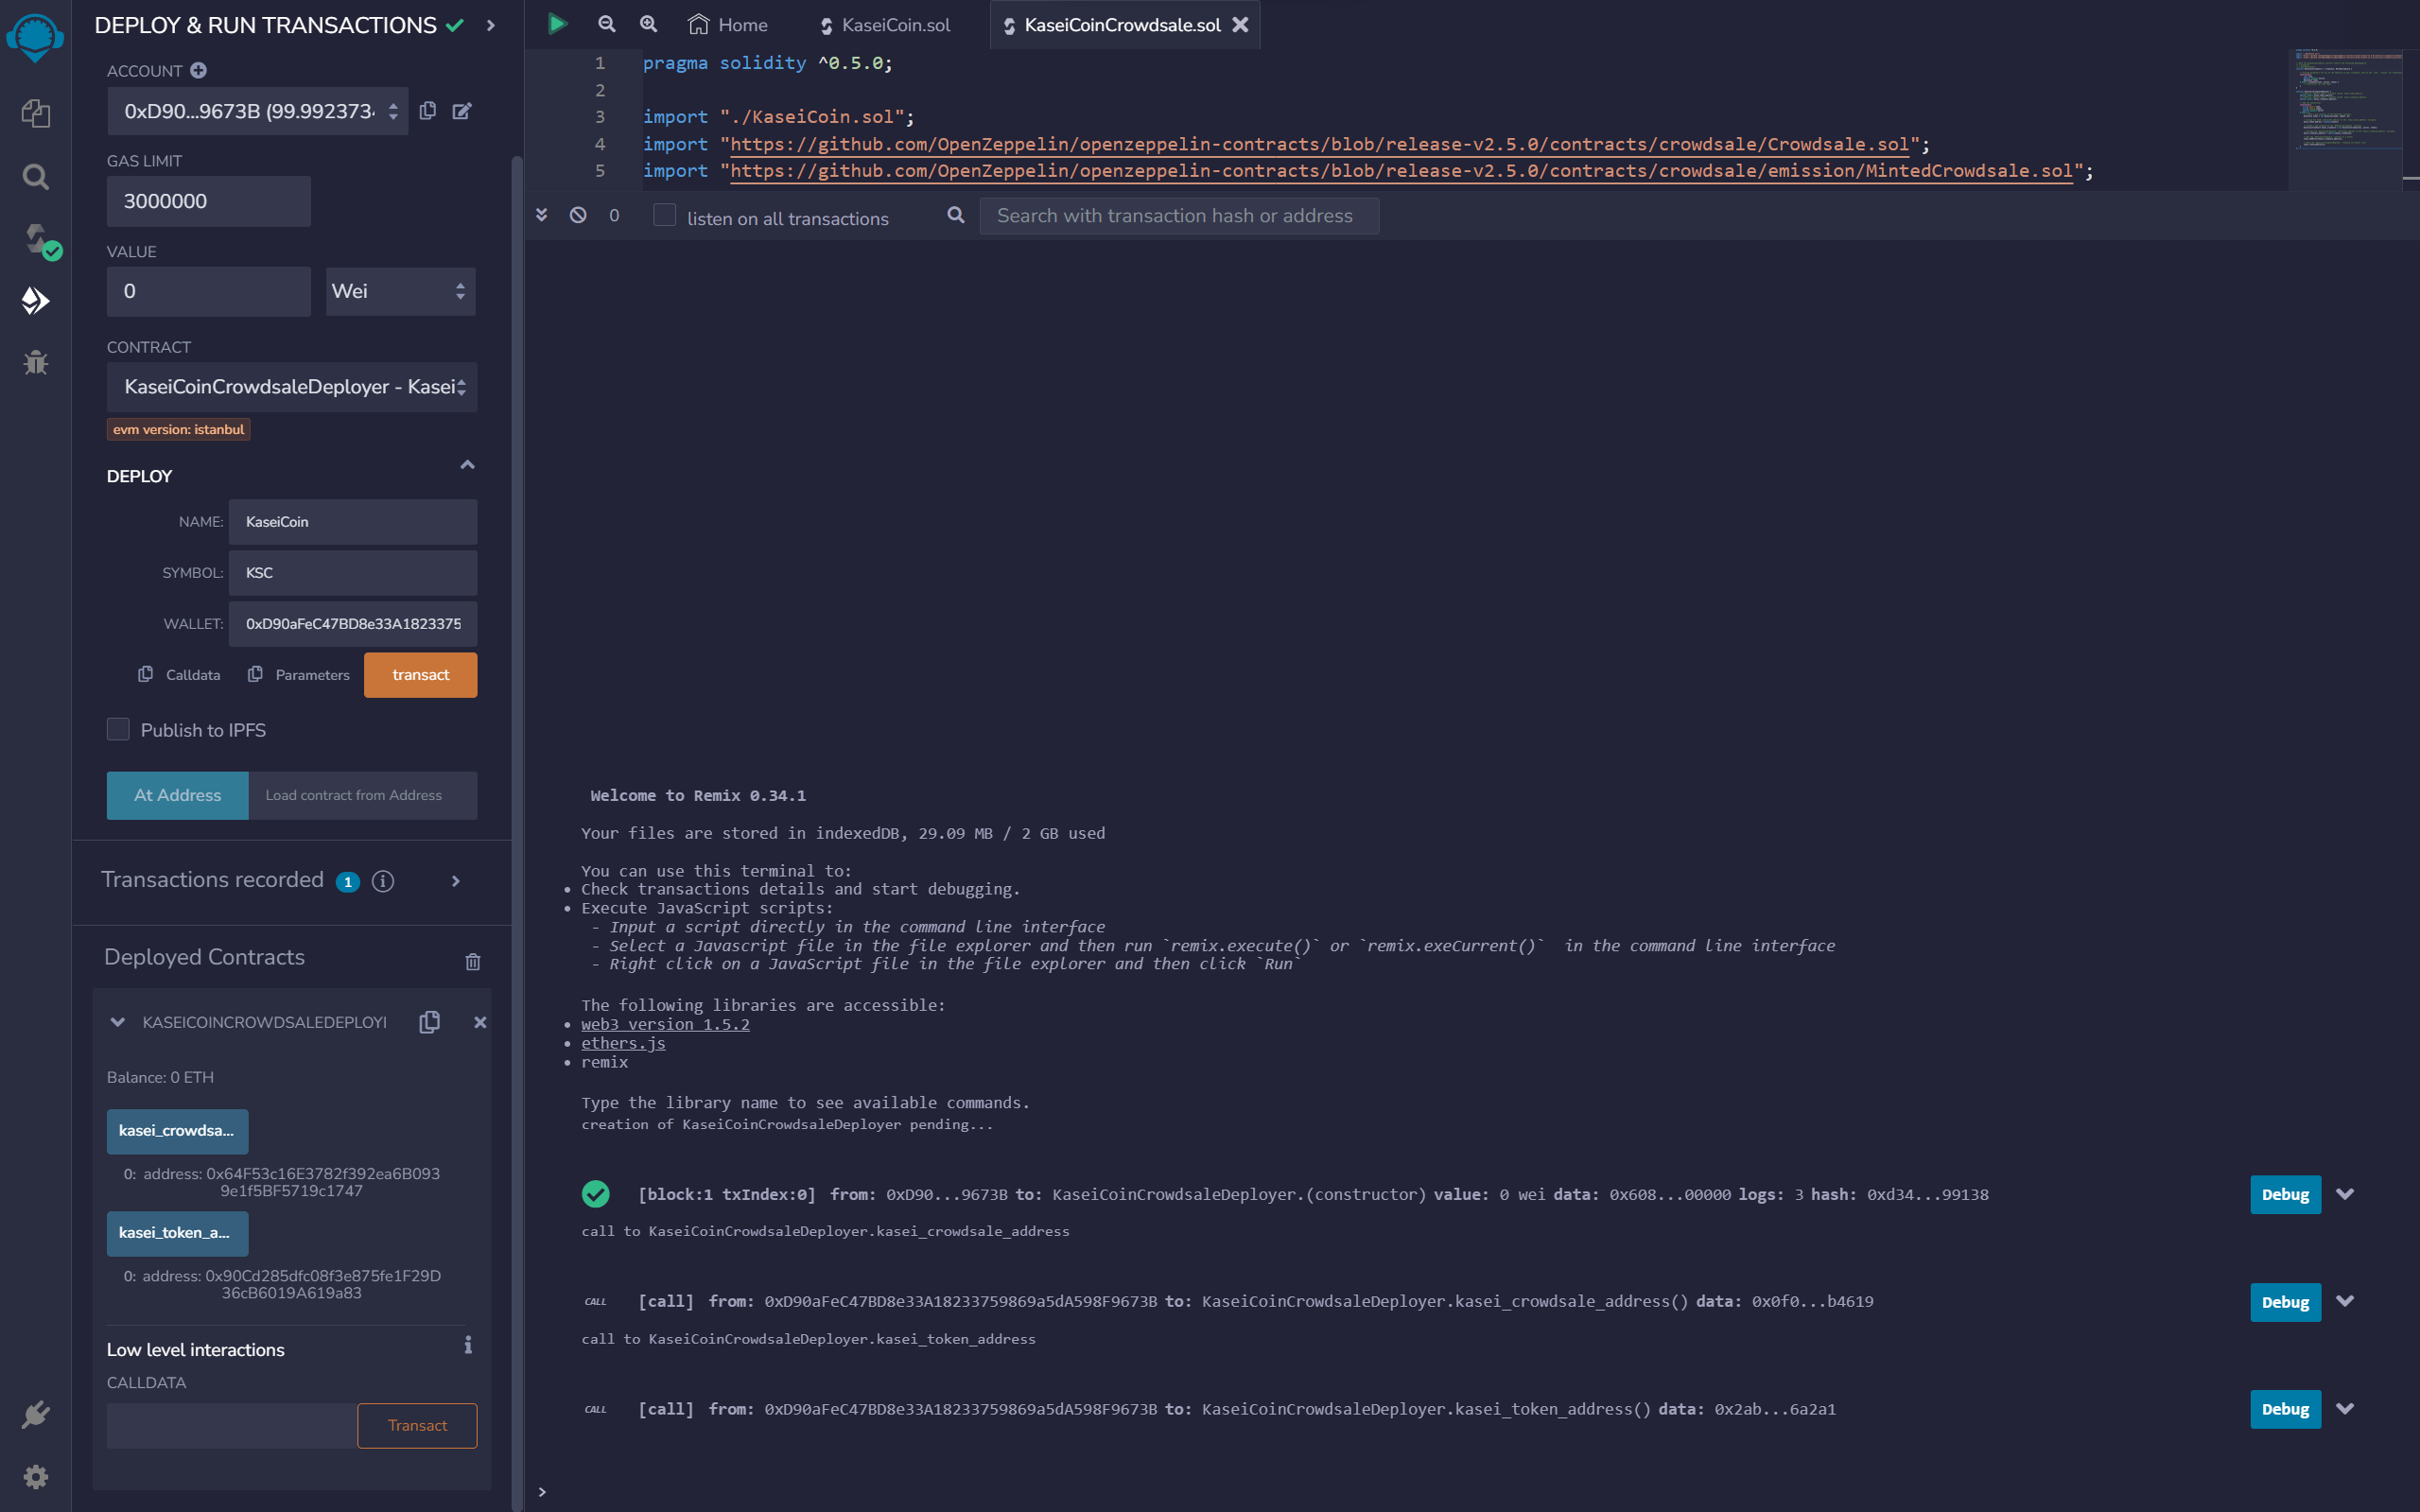 DEPLOY & RUN TRANSACTIONS
ACCOUNT
0xD90...9673B (99.992373
GAS LIMIT
3000000
VALUE
0
Wei
CONTRACT
KaseiCoinCrowdsaleDeployer - Kasei
evm version: istanbul
DEPLOY
NAME: KaseiCoin
SYMBOL: KSC
WALLET: 0xD90aFeC47BD8e33A1823375
Calldata Parameters transact
Publish to IPFS
At Address Load contract from Address
Transactions recorded 1
Deployed Contracts
KASEICOINCROWDSALEDEPLOYI
Balance: 0 ETH
kasei_crowdsa...
0: address: 0x64F53c16E3782f392ea6B093
9e1f5BF5719c1747
kasei_token_a...
0: address: 0x90Cd285dfc08f3e875fe1F29D
36cB6019A619a83
Low level interactions
CALLDATA
Transact
Home KaseiCoin.sol KaseiCoinCrowdsale.sol
1 pragma solidity ^0.5.0;
2
3 import "./KaseiCoin.sol";
4 import "https://github.com/OpenZeppelin/openzeppelin-contracts/blob/release-v2.5.0/contracts/crowdsale/Crowdsale.sol";
5 import "https://github.com/OpenZeppelin/openzeppelin-contracts/blob/release-v2.5.0/contracts/crowdsale/emission/MintedCrowdsale.sol";
0 listen on all transactions Search with transaction hash or address
Welcome to Remix 0.34.1
Your files are stored in indexedDB, 29.09 MB / 2 GB used
You can use this terminal to:
• Check transactions details and start debugging.
• Execute JavaScript scripts:
- Input a script directly in the command line interface
- Select a Javascript file in the file explorer and then run `remix.execute()` or `remix.exeCurrent()` in the command line interface
- Right click on a JavaScript file in the file explorer and then click `Run`
The following libraries are accessible:
• web3 version 1.5.2
• ethers.js
• remix
Type the library name to see available commands.
creation of KaseiCoinCrowdsaleDeployer pending...
[block:1 txIndex:0] from: 0xD90...9673B to: KaseiCoinCrowdsaleDeployer.(constructor) value: 0 wei data: 0x608...00000 logs: 3 hash: 0xd34...99138 Debug
call to KaseiCoinCrowdsaleDeployer.kasei_crowdsale_address
CALL [call] from: 0xD90aFeC47BD8e33A18233759869a5dA598F9673B to: KaseiCoinCrowdsaleDeployer.kasei_crowdsale_address() data: 0x0f0...b4619 Debug
call to KaseiCoinCrowdsaleDeployer.kasei_token_address
CALL [call] from: 0xD90aFeC47BD8e33A18233759869a5dA598F9673B to: KaseiCoinCrowdsaleDeployer.kasei_token_address() data: 0x2ab...6a2a1 Debug
>